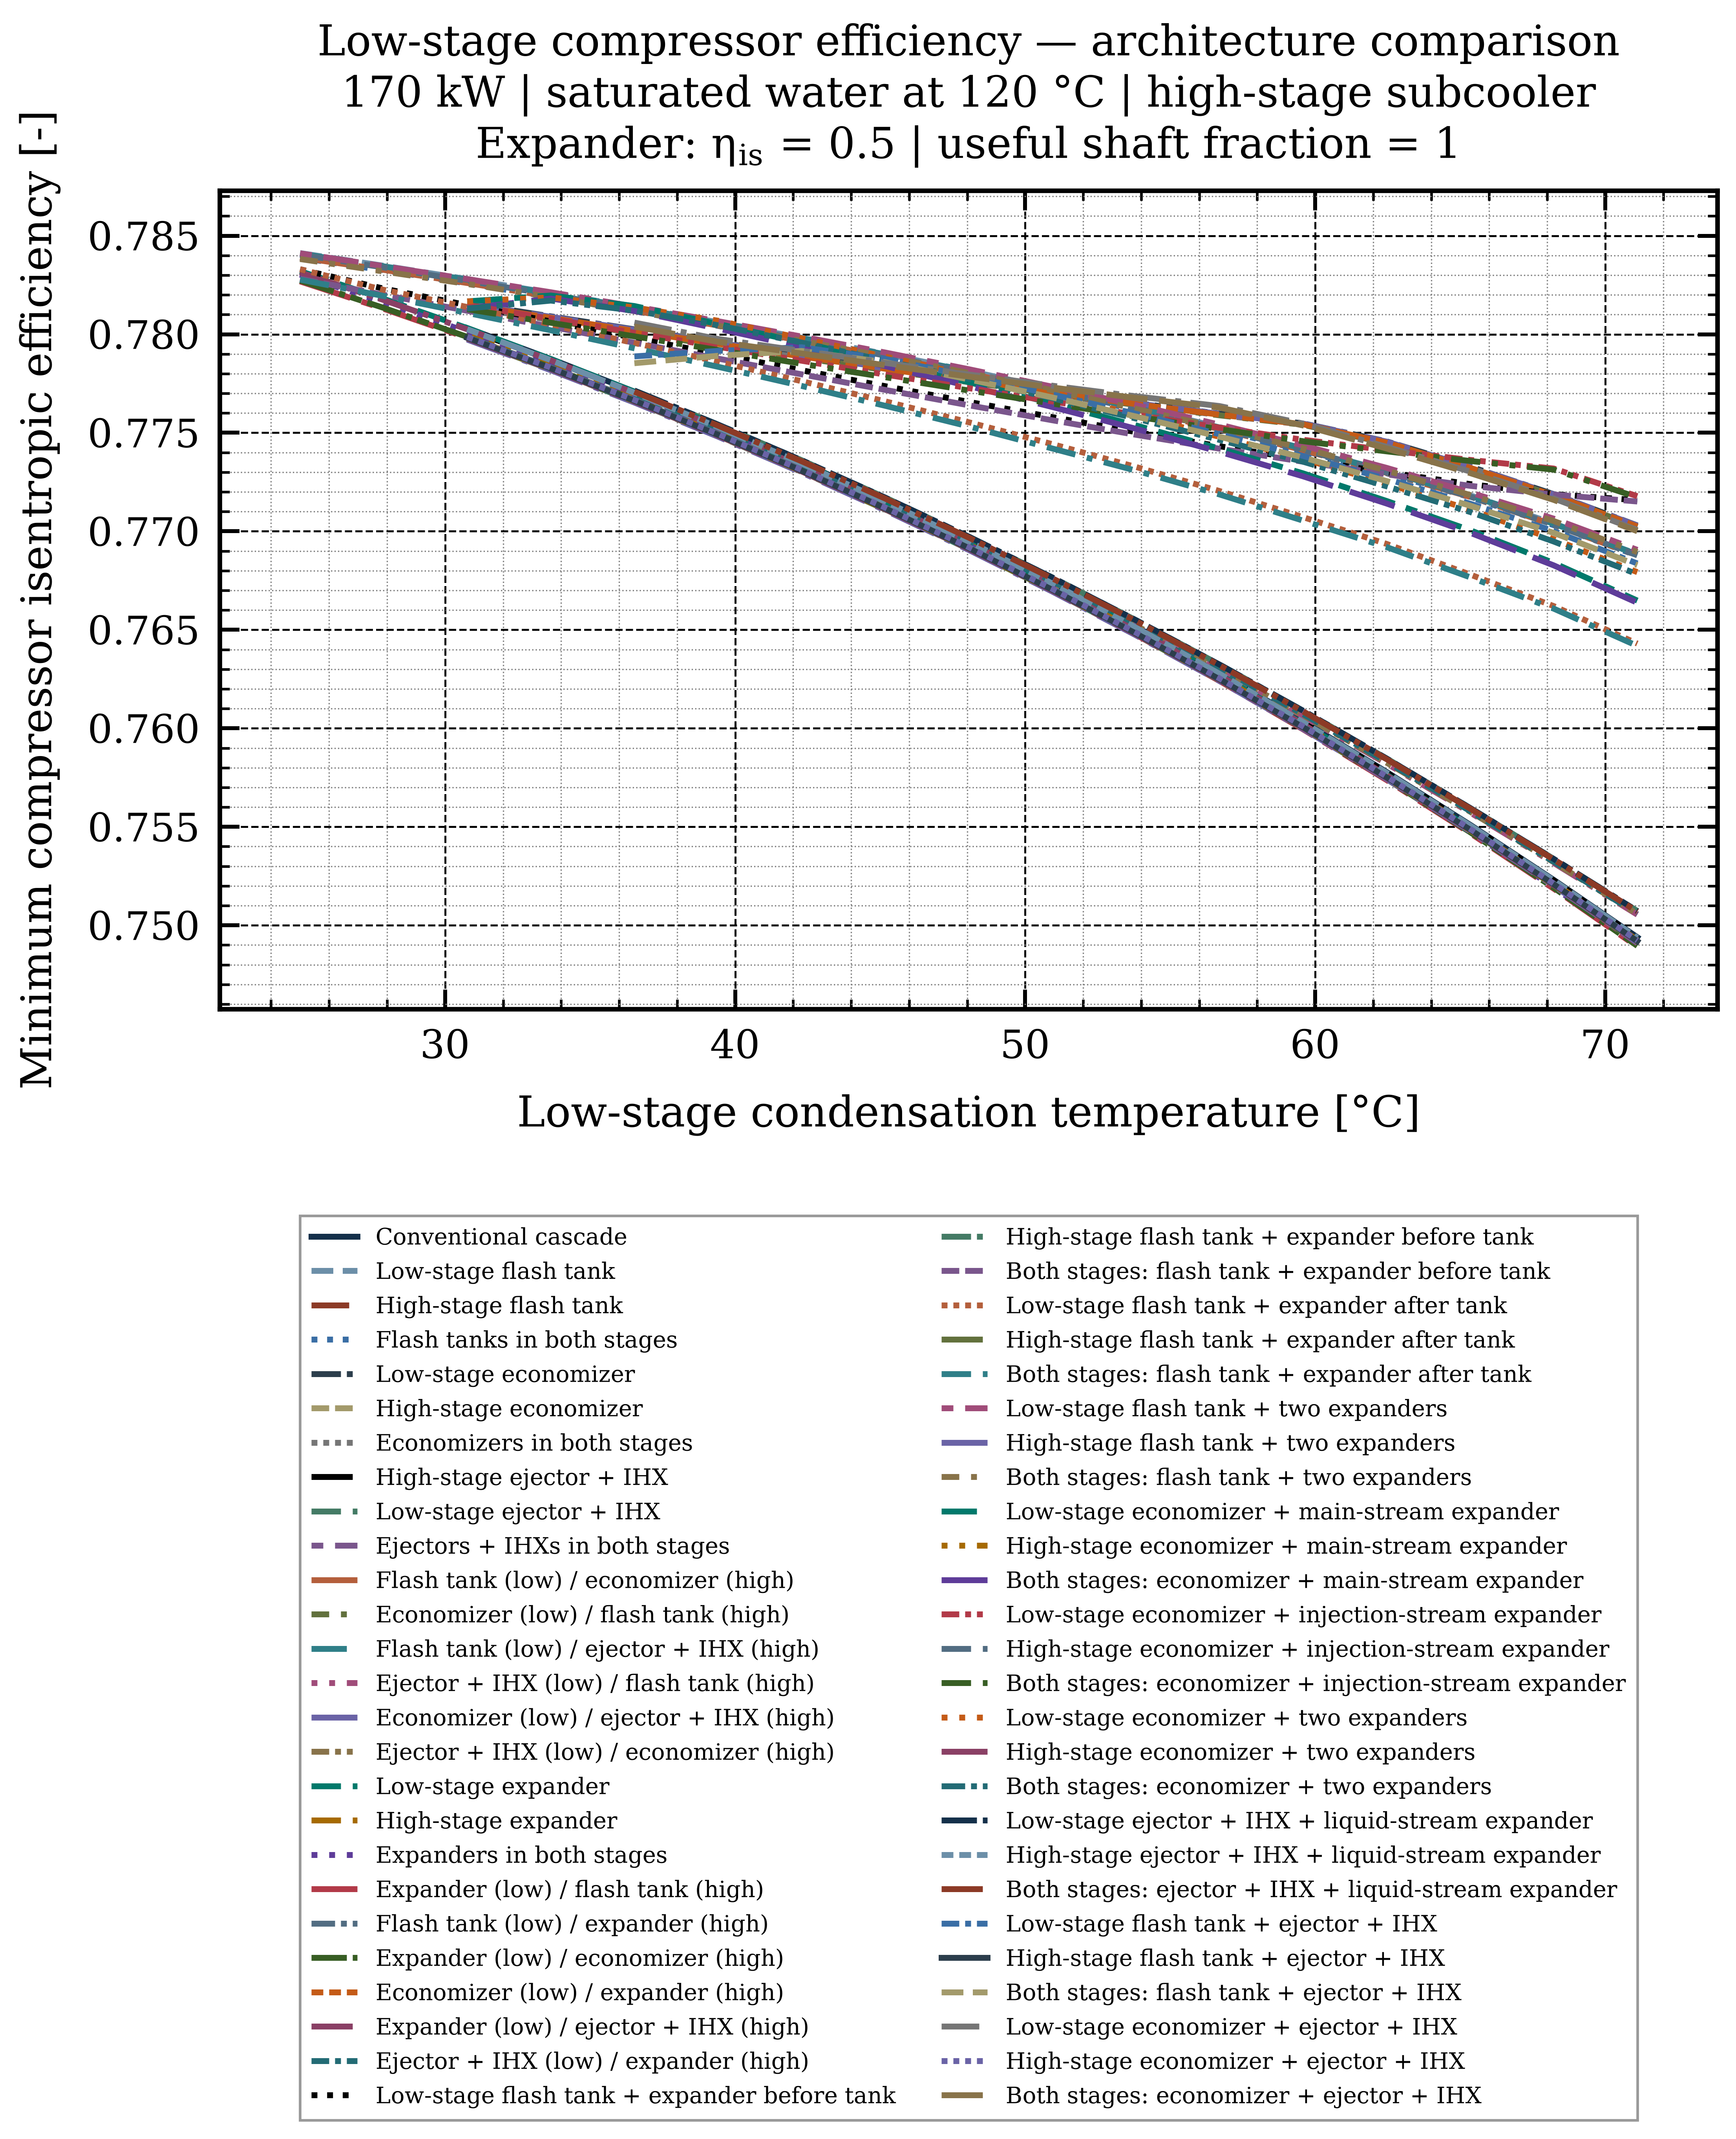 Low-stage compressor efficiency — architecture comparison
170 kW | saturated water at 120 °C | high-stage subcooler
Expander: ηis = 0.5 | useful shaft fraction = 1
Minimum compressor isentropic efficiency [-]
0.785
0.780
0.775
0.770
0.765
0.760
0.755
0.750
30 40 50 60 70
Low-stage condensation temperature [°C]
Conventional cascade
Low-stage flash tank
High-stage flash tank
Flash tanks in both stages
Low-stage economizer
High-stage economizer
Economizers in both stages
High-stage ejector + IHX
Low-stage ejector + IHX
Ejectors + IHXs in both stages
Flash tank (low) / economizer (high)
Economizer (low) / flash tank (high)
Flash tank (low) / ejector + IHX (high)
Ejector + IHX (low) / flash tank (high)
Economizer (low) / ejector + IHX (high)
Ejector + IHX (low) / economizer (high)
Low-stage expander
High-stage expander
Expanders in both stages
Expander (low) / flash tank (high)
Flash tank (low) / expander (high)
Expander (low) / economizer (high)
Economizer (low) / expander (high)
Expander (low) / ejector + IHX (high)
Ejector + IHX (low) / expander (high)
Low-stage flash tank + expander before tank
High-stage flash tank + expander before tank
Both stages: flash tank + expander before tank
Low-stage flash tank + expander after tank
High-stage flash tank + expander after tank
Both stages: flash tank + expander after tank
Low-stage flash tank + two expanders
High-stage flash tank + two expanders
Both stages: flash tank + two expanders
Low-stage economizer + main-stream expander
High-stage economizer + main-stream expander
Both stages: economizer + main-stream expander
Low-stage economizer + injection-stream expander
High-stage economizer + injection-stream expander
Both stages: economizer + injection-stream expander
Low-stage economizer + two expanders
High-stage economizer + two expanders
Both stages: economizer + two expanders
Low-stage ejector + IHX + liquid-stream expander
High-stage ejector + IHX + liquid-stream expander
Both stages: ejector + IHX + liquid-stream expander
Low-stage flash tank + ejector + IHX
High-stage flash tank + ejector + IHX
Both stages: flash tank + ejector + IHX
Low-stage economizer + ejector + IHX
High-stage economizer + ejector + IHX
Both stages: economizer + ejector + IHX